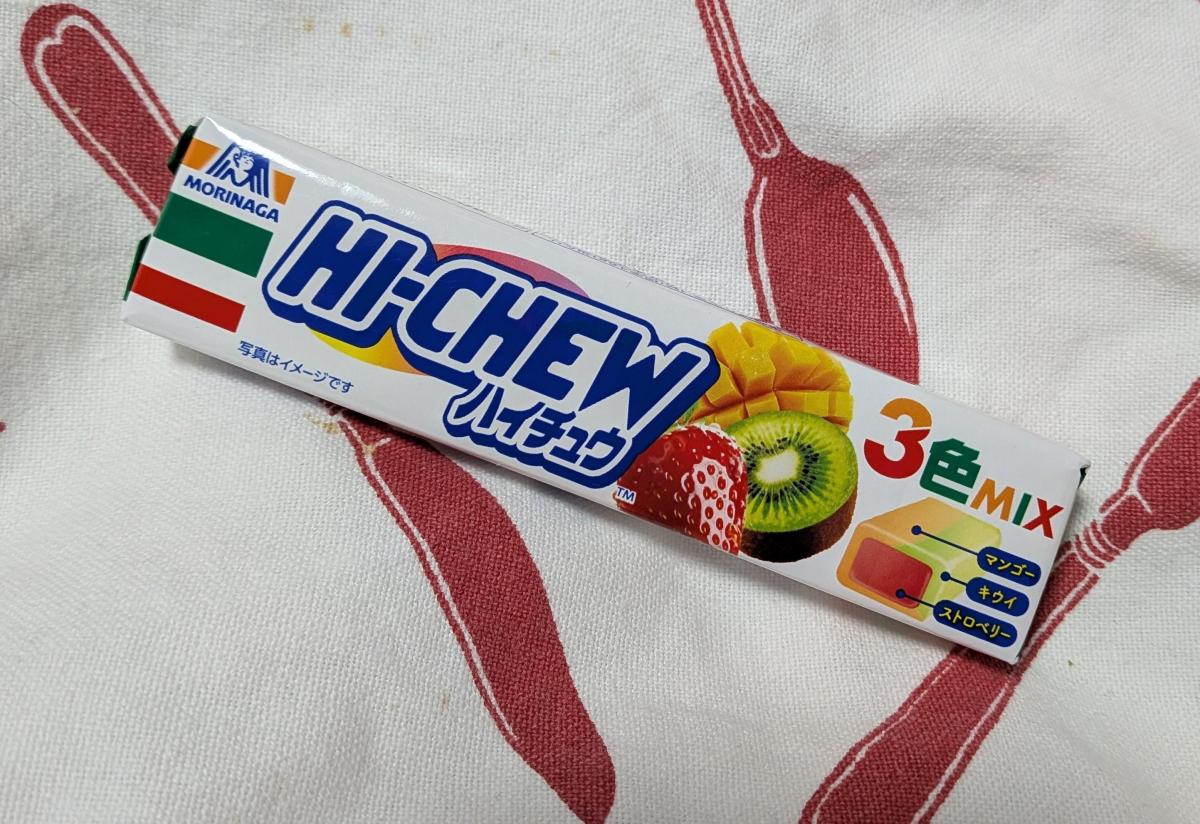 MORINAGA
HI-CHEW
ハイチュウ
TM
写真はイメージです
3色MIX
マンゴー
キウイ
ストロベリー